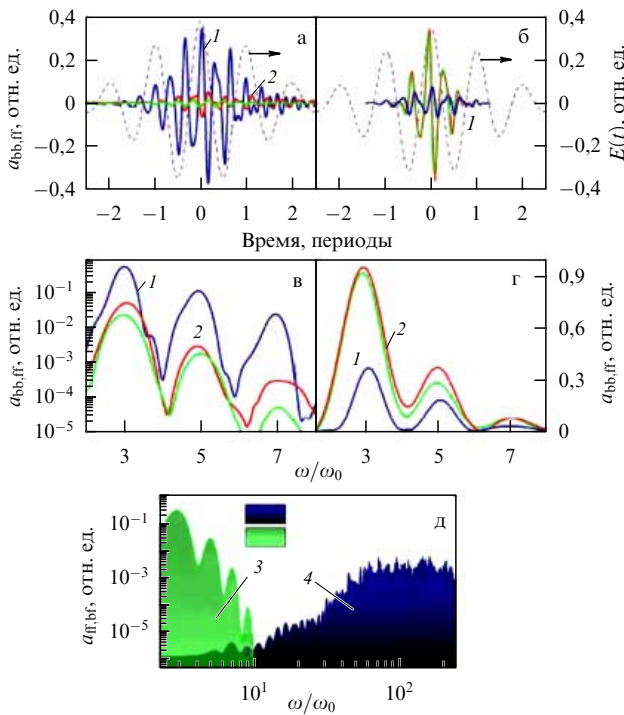 а
б
0,4
0,2
0
−0,2
−0,4
a_bb,ff, отн. ед.
1
2
1
0,4
0,2
0
−0,2
−0,4
E(t), отн. ед.
−2 −1 0 1 2
−2 −1 0 1 2
Время, периоды
в
г
10⁻¹
10⁻²
10⁻³
10⁻⁴
10⁻⁵
a_bb,ff, отн. ед.
1
2
1
2
0,9
0,6
0,3
0
a_bb,ff, отн. ед.
3 5 7
3 5 7
ω/ω₀
ω/ω₀
д
10⁻¹
10⁻³
10⁻⁵
a_ff,bf, отн. ед.
3
4
10¹ 10²
ω/ω₀